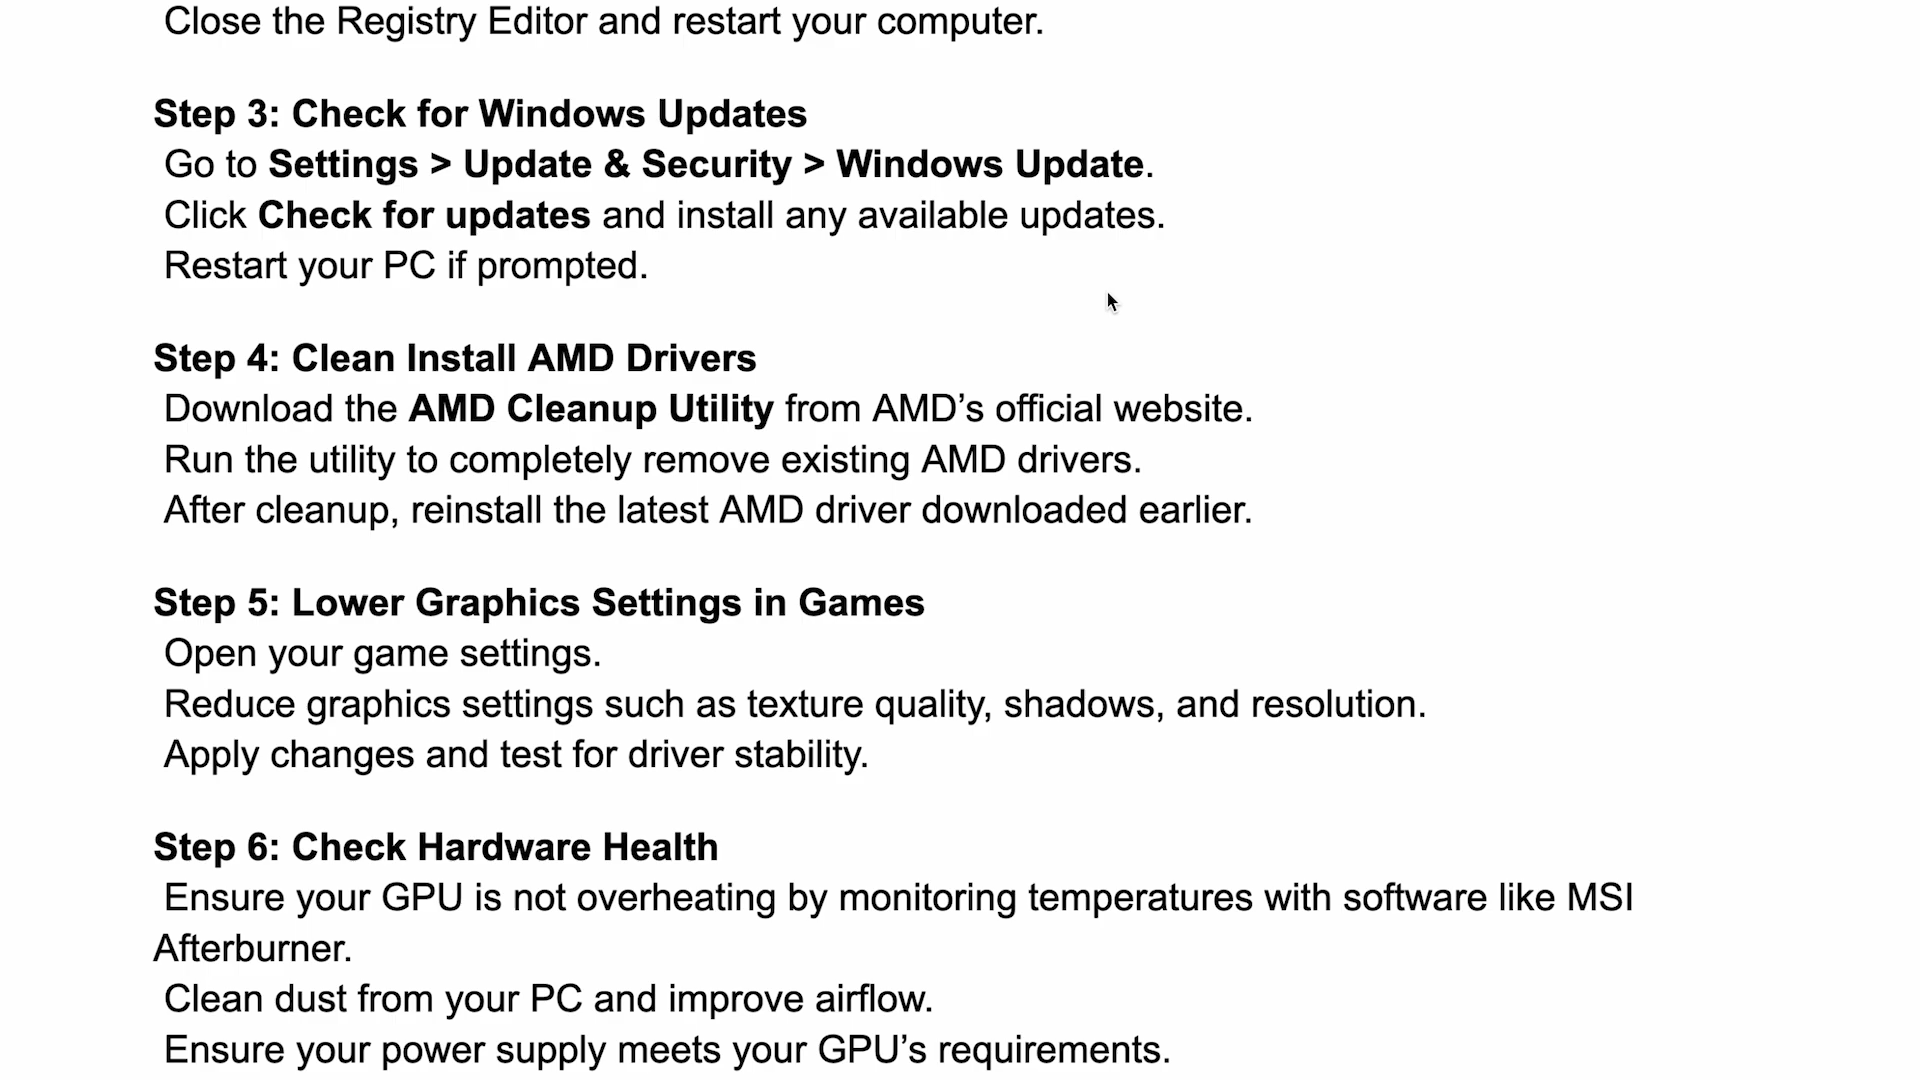 Close the Registry Editor and restart your computer.
Step 3: Check for Windows Updates
Go to Settings > Update & Security > Windows Update.
Click Check for updates and install any available updates.
Restart your PC if prompted.
Step 4: Clean Install AMD Drivers
Download the AMD Cleanup Utility from AMD’s official website.
Run the utility to completely remove existing AMD drivers.
After cleanup, reinstall the latest AMD driver downloaded earlier.
Step 5: Lower Graphics Settings in Games
Open your game settings.
Reduce graphics settings such as texture quality, shadows, and resolution.
Apply changes and test for driver stability.
Step 6: Check Hardware Health
Ensure your GPU is not overheating by monitoring temperatures with software like MSI
Afterburner.
Clean dust from your PC and improve airflow.
Ensure your power supply meets your GPU’s requirements.